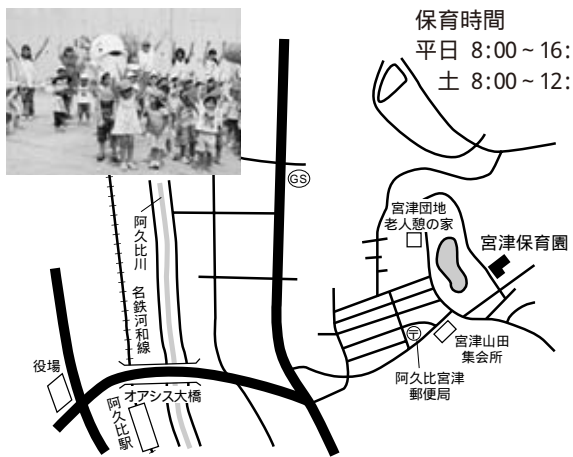 保育時間
平日 8:00~16:
土 8:00~12:
GS
宮津団地
老人憩の家
宮津保育園
阿久比川
名鉄河和線
〒
宮津山田
集会所
阿久比宮津
郵便局
役場
オアシス大橋
阿久比駅